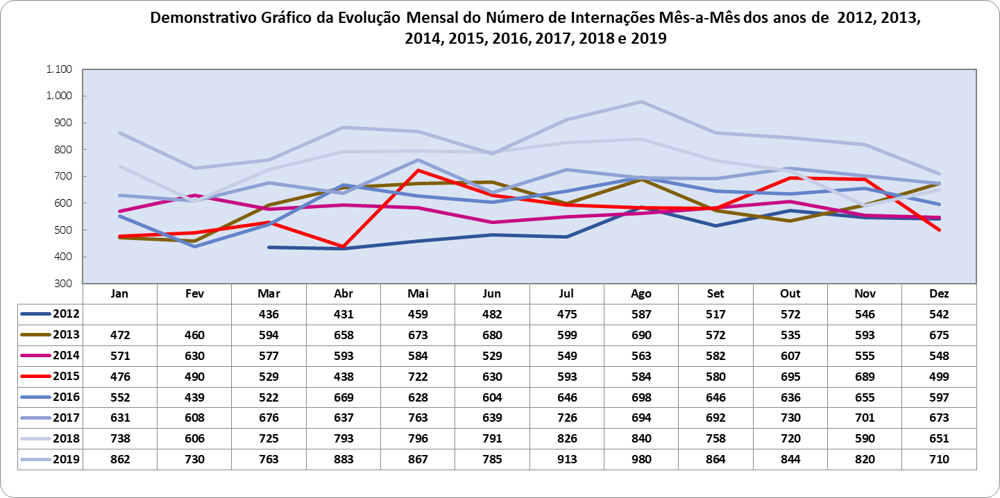 Demonstrativo Gráfico da Evolução Mensal do Número de Internações Mês-a-Mês dos anos de 2012, 2013,
2014, 2015, 2016, 2017, 2018 e 2019
1.100
1.000
900
800
700
600
500
400
300
Jan Fev Mar Abr Mai Jun Jul Ago Set Out Nov Dez
2012 436 431 459 482 475 587 517 572 546 542
2013 472 460 594 658 673 680 599 690 572 535 593 675
2014 571 630 577 593 584 529 549 563 582 607 555 548
2015 476 490 529 438 722 630 593 584 580 695 689 499
2016 552 439 522 669 628 604 646 698 646 636 655 597
2017 631 608 676 637 763 639 726 694 692 730 701 673
2018 738 606 725 793 796 791 826 840 758 720 590 651
2019 862 730 763 883 867 785 913 980 864 844 820 710